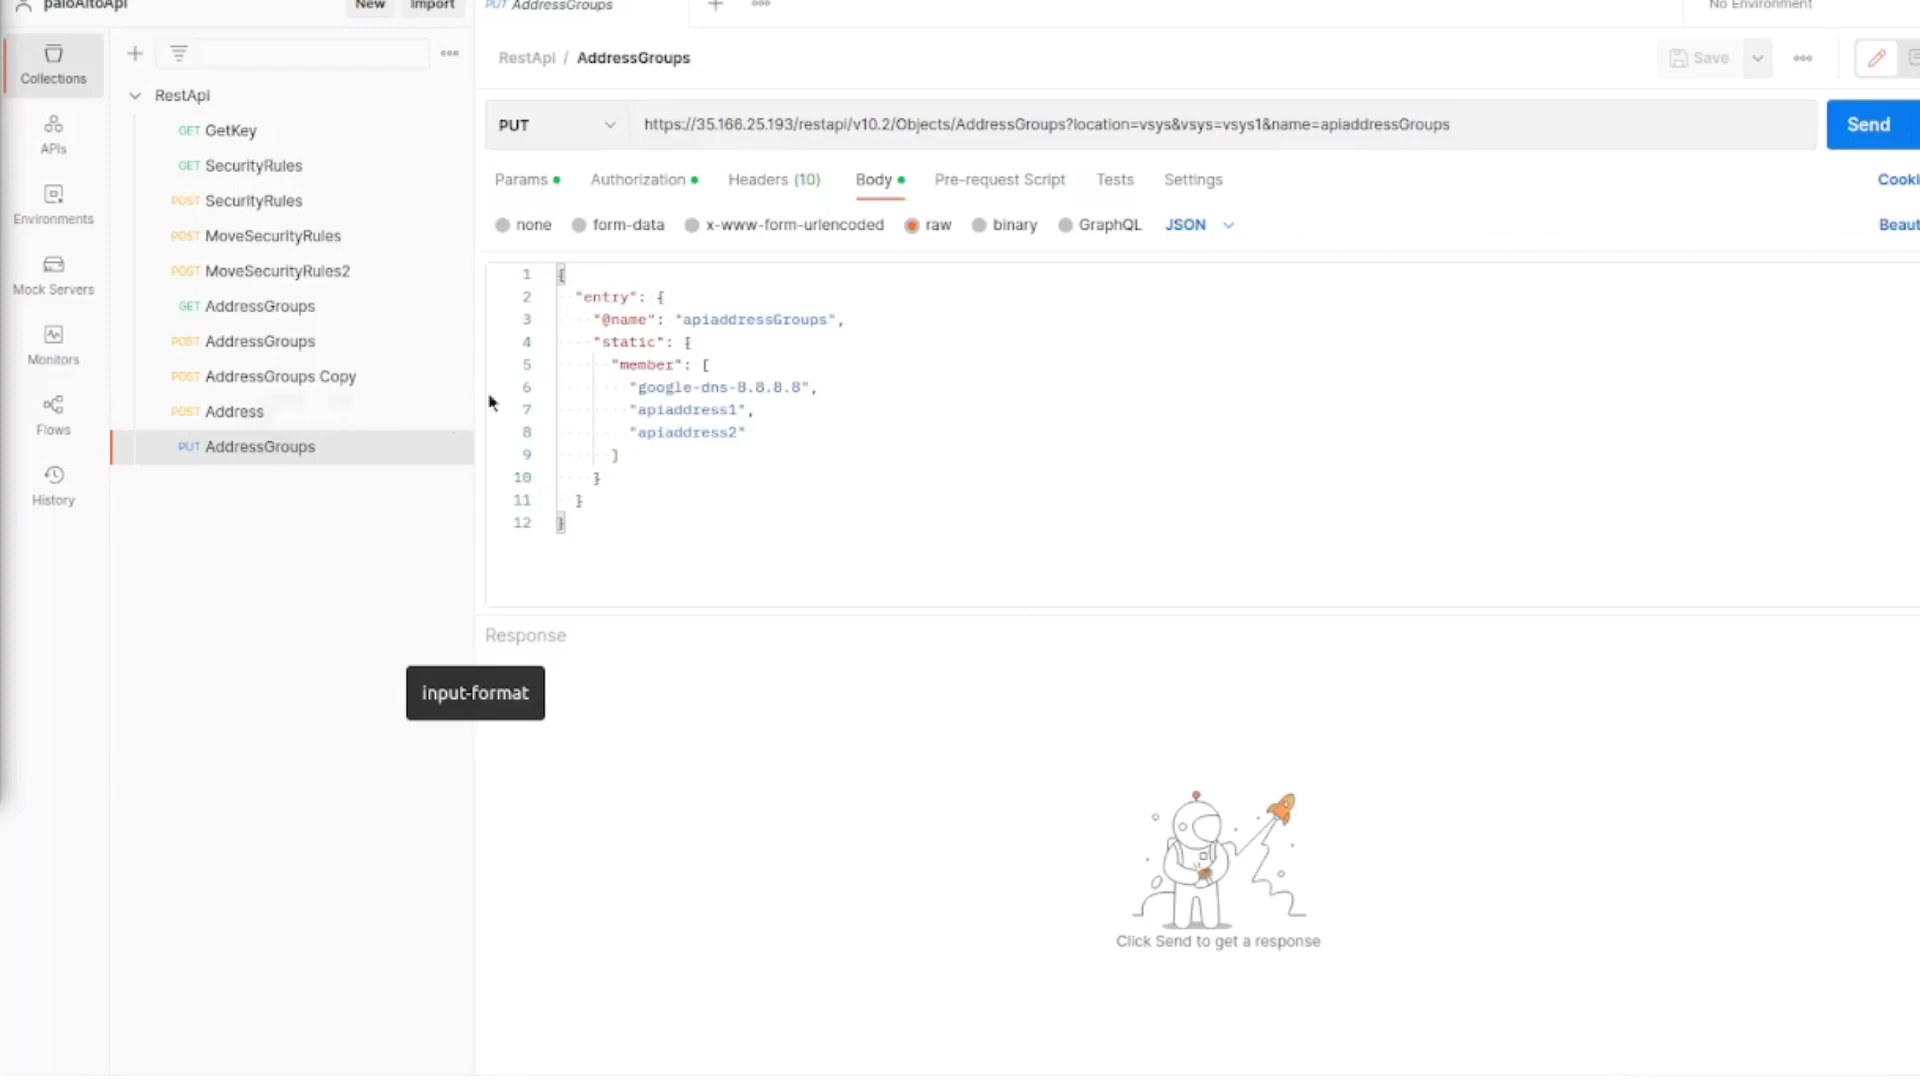 paloAltoApi
New
Import
PUT AddressGroups
No Environment
Collections
APIs
Environments
Mock Servers
Monitors
Flows
History
RestApi
GET GetKey
GET SecurityRules
POST SecurityRules
POST MoveSecurityRules
POST MoveSecurityRules2
GET AddressGroups
POST AddressGroups
POST AddressGroups Copy
POST Address
PUT AddressGroups
RestApi / AddressGroups
Save
PUT https://35.166.25.193/restapi/v10.2/Objects/AddressGroups?location=vsys&vsys=vsys1&name=apiaddressGroups
Send
Params Authorization Headers (10) Body Pre-request Script Tests Settings
Cooki
none form-data x-www-form-urlencoded raw binary GraphQL JSON
Beaut
1 {
2 "entry": {
3 "@name": "apiaddressGroups",
4 "static": {
5 "member": [
6 "google-dns-8.8.8.8",
7 "apiaddress1",
8 "apiaddress2"
9 ]
10 }
11 }
12 }
Response
input-format
Click Send to get a response